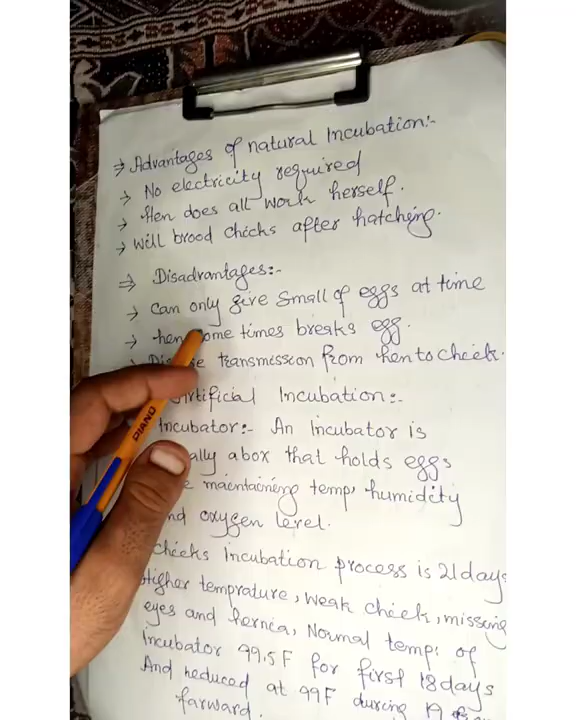 ⇒ Advantages of natural Incubation:-
→ No electricity required
→ Hen does all work herself.
→ Will brood chicks after hatching.
⇒ Disadvantages:-
→ Can only give Small of eggs at time
→ hen some times breaks egg.
transmission from hen to check.
Artificial Incubation:-
Incubator:- An Incubator is
ally a box that holds eggs
maintaining temp, humidity
nd oxygen level.
checks Incubation process is 21 days
Higher temprature, weak check, missing
eyes and hernia, Normal temp: of
Incubator 99.5 F for first 18 days
And reduced at 99F during 19
farward.
PIANO